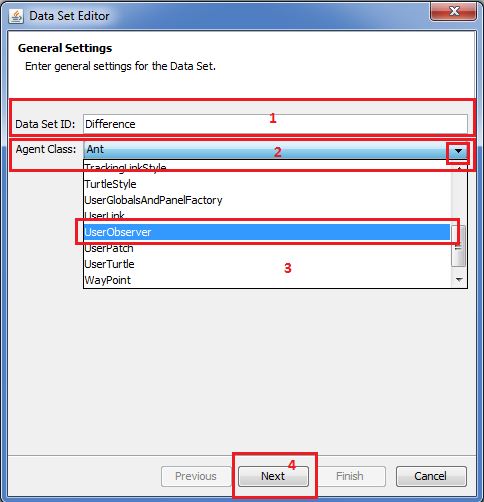 Data Set Editor
General Settings
Enter general settings for the Data Set.
Data Set ID: Difference 1
Agent Class: Ant 2
TrackingLinkStyle
TurtleStyle
UserGlobalsAndPanelFactory
UserLink
UserObserver
UserPatch
UserTurtle
3
WayPoint
4
Previous Next Finish Cancel